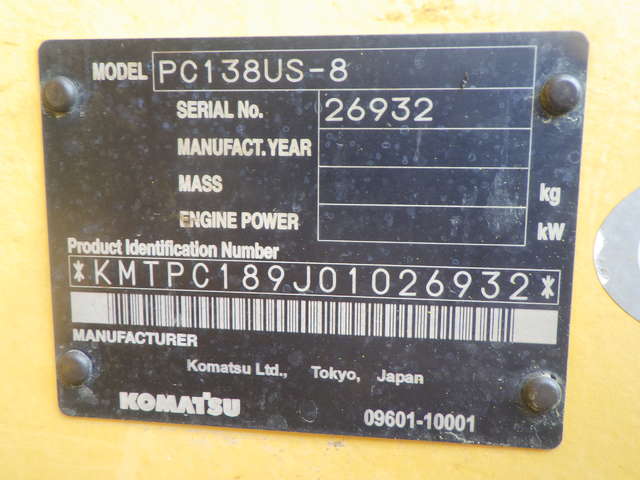 MODEL PC138US-8
SERIAL No. 26932
MANUFACT. YEAR
MASS kg
ENGINE POWER kW
Product Identification Number
*KMTPC189J01026932*
MANUFACTURER
Komatsu Ltd., Tokyo, Japan
KOMATSU 09601-10001